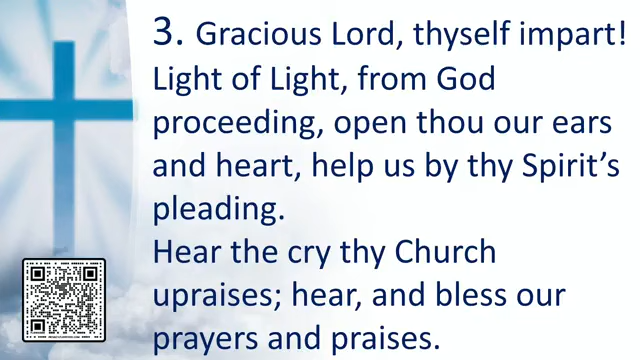 3. Gracious Lord, thyself impart!
Light of Light, from God
proceeding, open thou our ears
and heart, help us by thy Spirit’s
pleading.
Hear the cry thy Church
upraises; hear, and bless our
prayers and praises.